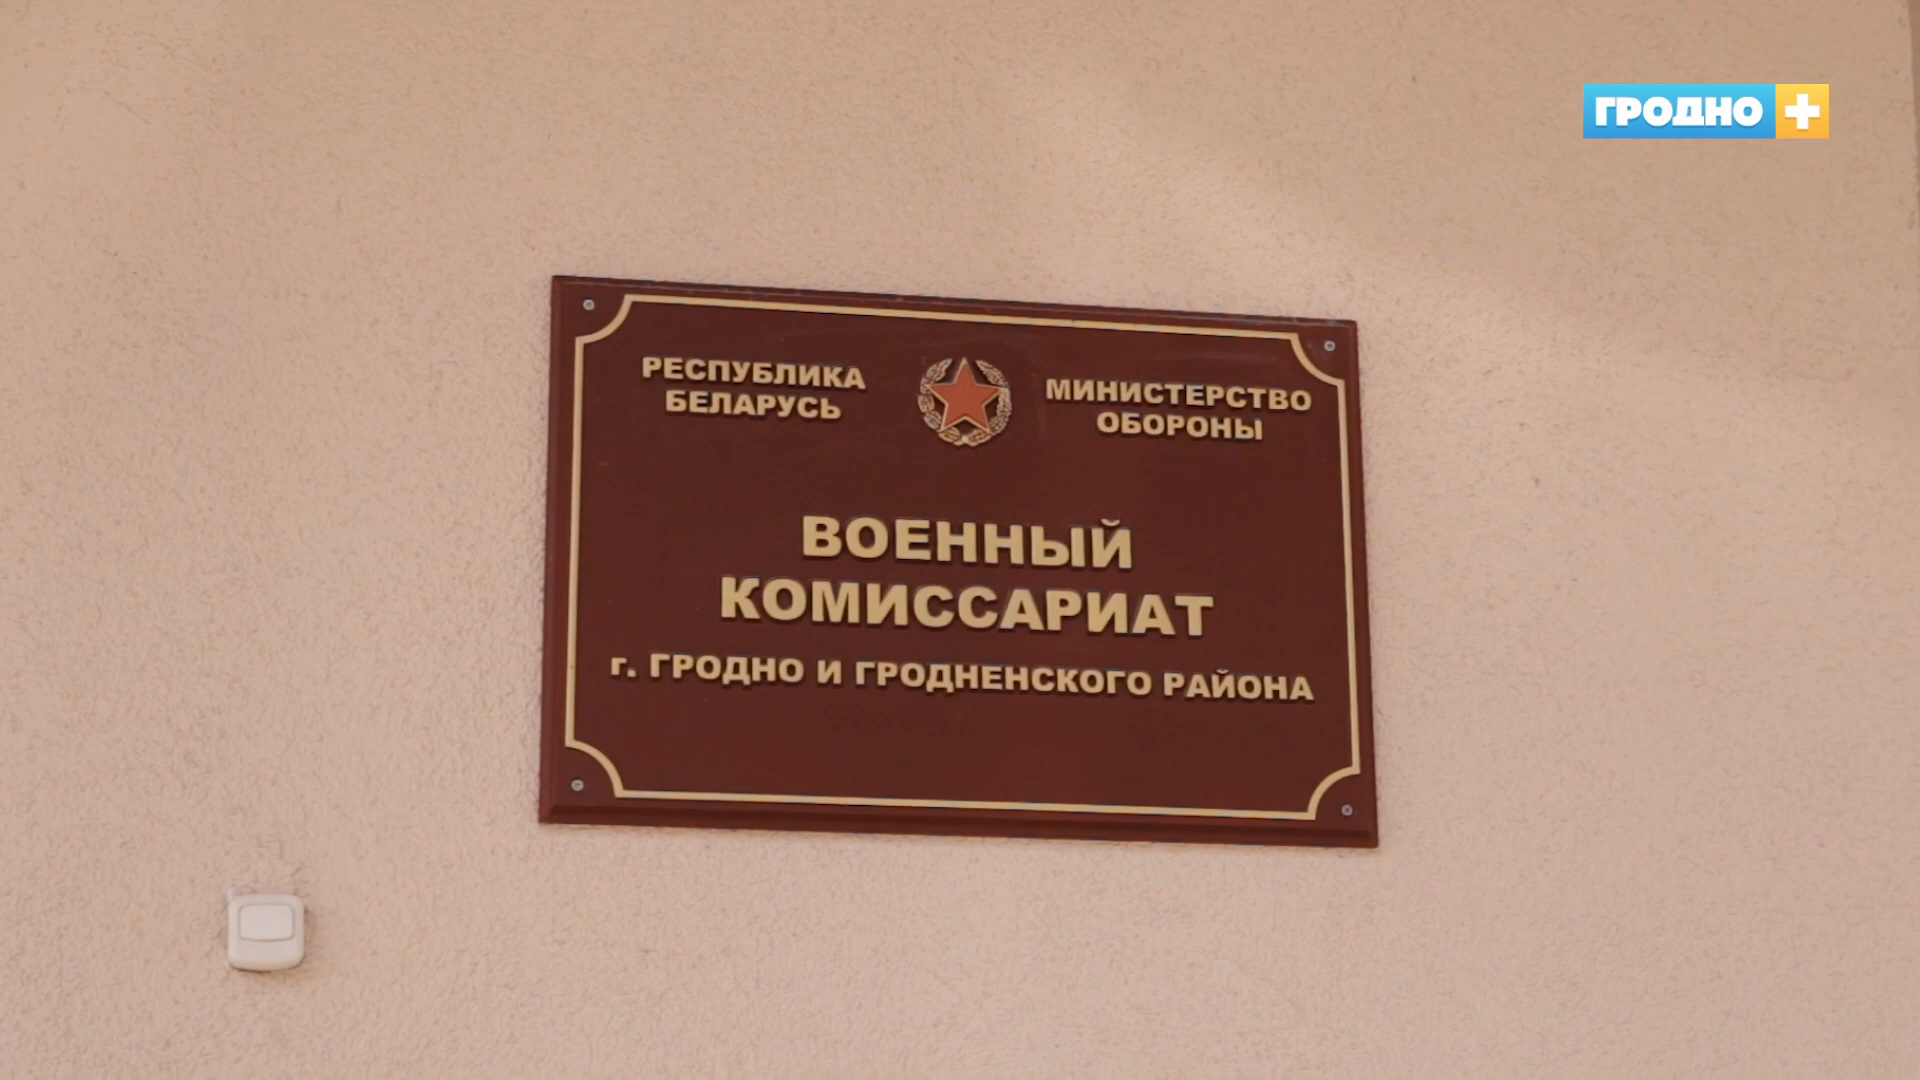 ГРОДНО +
РЕСПУБЛИКА
БЕЛАРУСЬ
МИНИСТЕРСТВО
ОБОРОНЫ
ВОЕННЫЙ
КОМИССАРИАТ
г. ГРОДНО И ГРОДНЕНСКОГО РАЙОНА